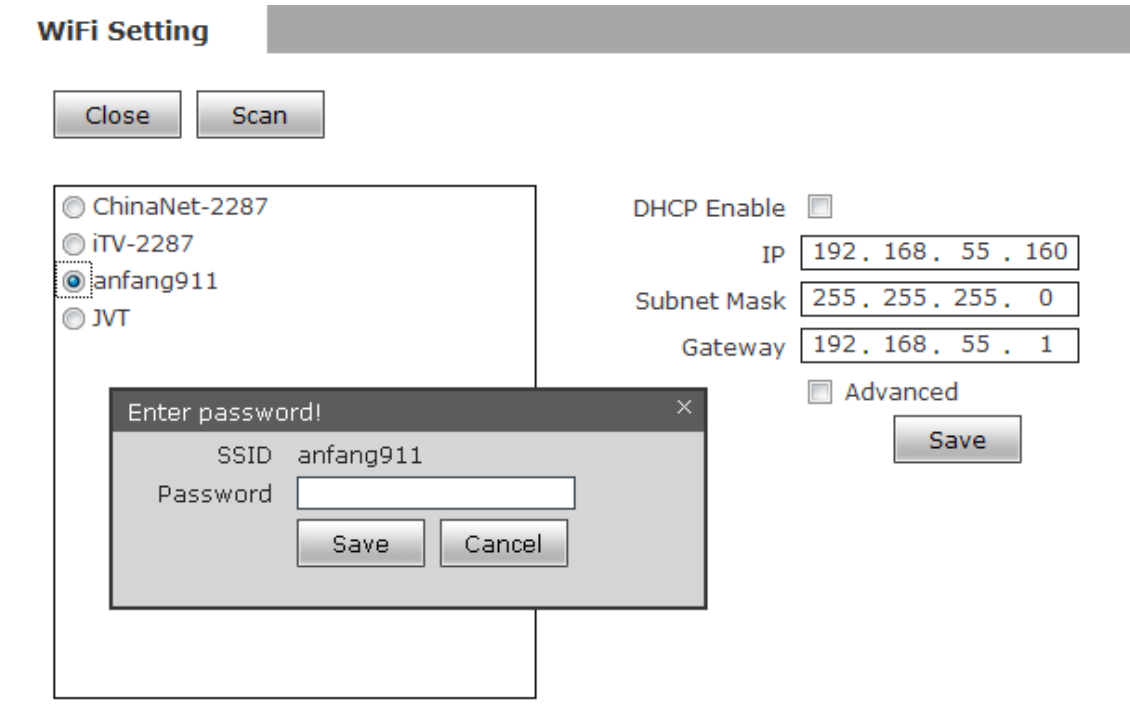 WiFi Setting
Close Scan
ChinaNet-2287
iTV-2287
anfang911
JVT
DHCP Enable
IP 192. 168. 55 . 160
Subnet Mask 255. 255. 255. 0
Gateway 192. 168. 55 . 1
Advanced
Save
Enter password! ×
SSID anfang911
Password
Save Cancel